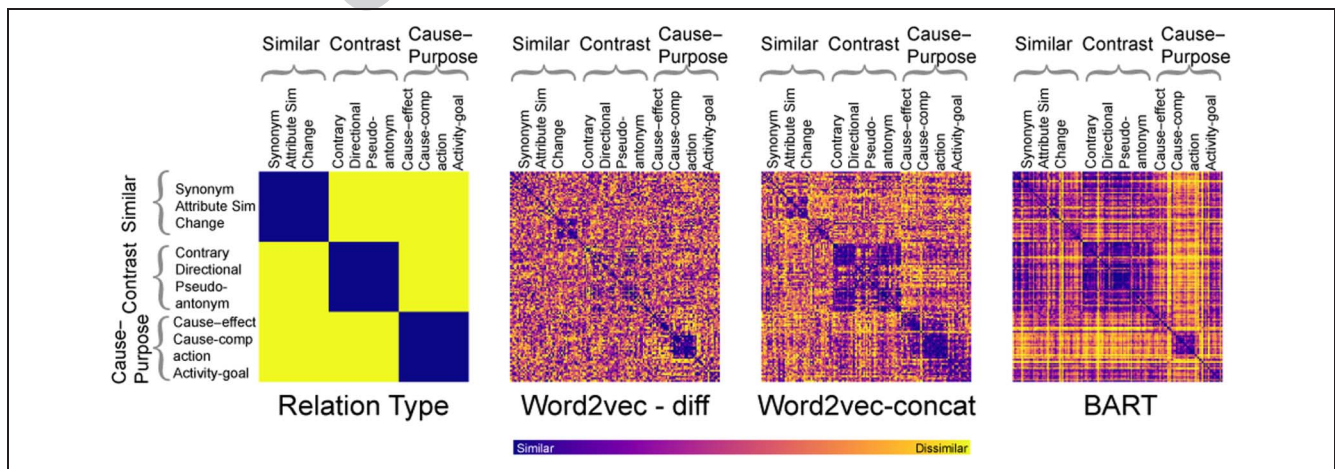 Similar Contrast Cause–Purpose
Similar Contrast Cause–Purpose
Similar Contrast Cause–Purpose
Similar Contrast Cause–Purpose
Synonym
Attribute Sim
Change
Contrary
Directional
Pseudo-
antonym
Cause–effect
Cause-comp
action
Activity-goal
Synonym
Attribute Sim
Change
Contrary
Directional
Pseudo-
antonym
Cause–effect
Cause-comp
action
Activity-goal
Synonym
Attribute Sim
Change
Contrary
Directional
Pseudo-
antonym
Cause–effect
Cause-comp
action
Activity-goal
Synonym
Attribute Sim
Change
Contrary
Directional
Pseudo-
antonym
Cause–effect
Cause-comp
action
Activity-goal
Similar
Synonym
Attribute Sim
Change
Contrast
Contrary
Directional
Pseudo-
antonym
Cause–
Purpose
Cause–effect
Cause-comp
action
Activity-goal
Relation Type
Word2vec - diff
Word2vec-concat
BART
Similar
Dissimilar